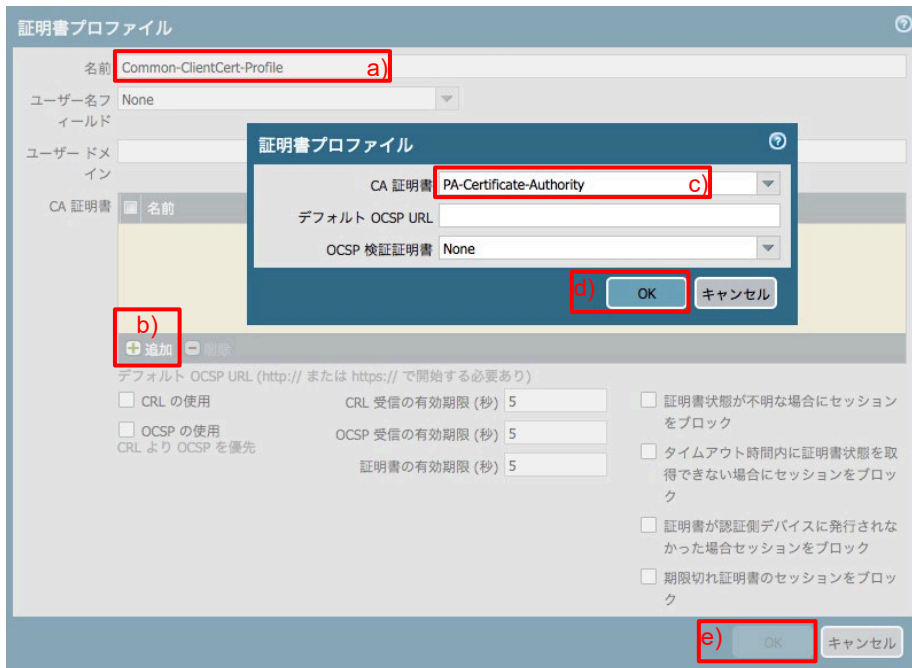 証明書プロファイル
名前 Common-ClientCert-Profile a)
ユーザー名フ
ィールド
None
ユーザー ドメ
イン
CA 証明書
名前
証明書プロファイル
CA 証明書 PA-Certificate-Authority c)
デフォルト OCSP URL
OCSP 検証証明書 None
d) OK キャンセル
b)
追加 削除
デフォルト OCSP URL (http:// または https:// で開始する必要あり)
CRL の使用
OCSP の使用
CRL より OCSP を優先
CRL 受信の有効期限 (秒) 5
OCSP 受信の有効期限 (秒) 5
証明書の有効期限 (秒) 5
証明書状態が不明な場合にセッション
をブロック
タイムアウト時間内に証明書状態を取
得できない場合にセッションをブロッ
ク
証明書が認証側デバイスに発行されな
かった場合セッションをブロック
期限切れ証明書のセッションをブロッ
ク
e) OK キャンセル